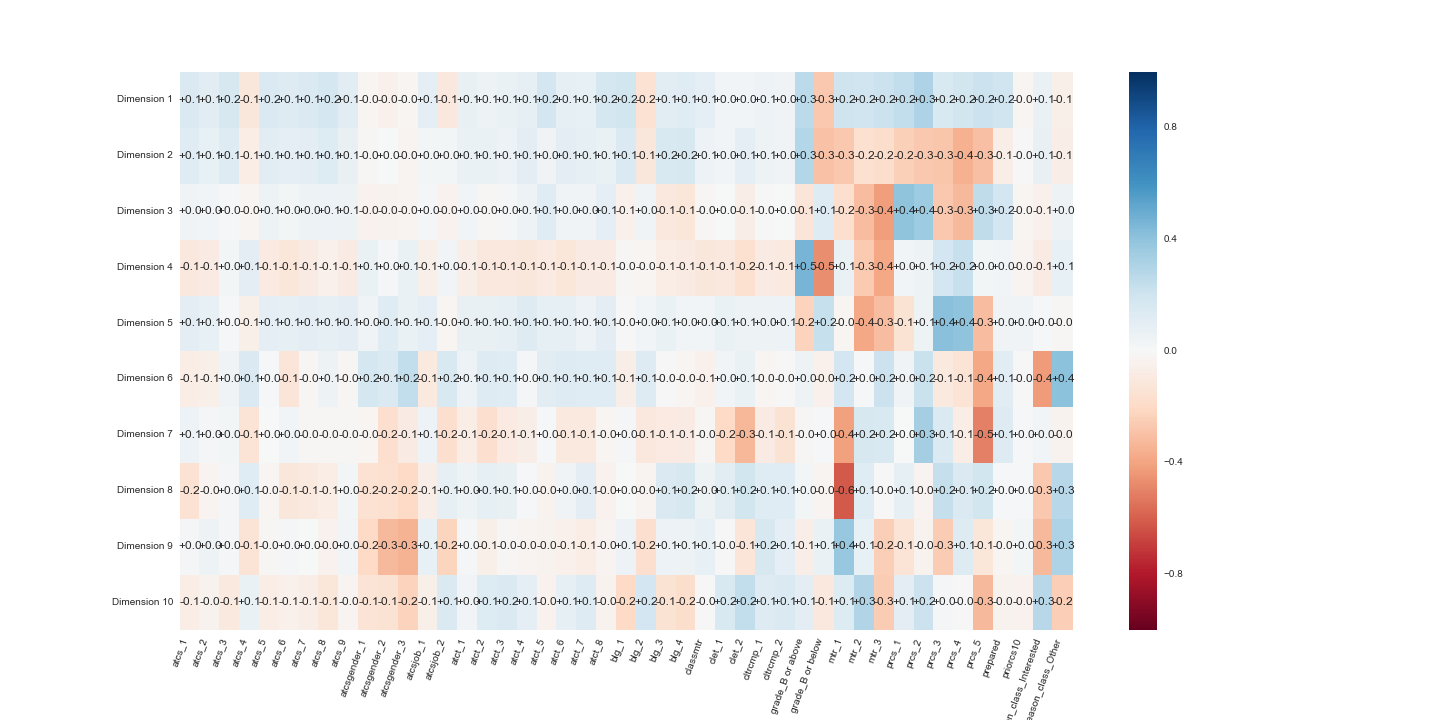 Dimension 1 +0.1 +0.1 +0.2 -0.1 +0.2 +0.1 +0.1 +0.2 +0.1 -0.0 -0.0 -0.0 +0.1 -0.1 +0.1 +0.1 +0.1 +0.1 +0.2 +0.1 +0.1 +0.2 +0.2 -0.2 +0.1 +0.1 +0.1 +0.0 +0.0 +0.1 +0.0 +0.3 -0.3 +0.2 +0.2 +0.2 +0.2 +0.3 +0.2 +0.2 +0.2 +0.2 -0.0 +0.1 -0.1
Dimension 2 +0.1 +0.1 +0.1 -0.1 +0.1 +0.1 +0.1 +0.1 +0.1 -0.0 +0.0 -0.0 +0.0 +0.0 +0.1 +0.1 +0.1 +0.1 +0.0 +0.1 +0.1 +0.1 +0.1 -0.1 +0.2 +0.2 +0.1 +0.0 +0.1 +0.1 +0.0 +0.3 -0.3 -0.3 -0.2 -0.2 -0.2 -0.3 -0.3 -0.4 -0.3 -0.1 -0.0 +0.1 -0.1
Dimension 3 +0.0 +0.0 +0.0 -0.0 +0.1 +0.0 +0.1 +0.1 +0.1 -0.0 -0.0 -0.0 +0.0 -0.0 +0.1 +0.0 +0.0 +0.1 +0.1 +0.0 +0.0 +0.1 -0.1 +0.0 -0.1 -0.1 -0.0 -0.0 +0.1 -0.0 +0.0 -0.1 +0.1 -0.2 -0.3 -0.4 +0.4 +0.4 -0.3 -0.3 +0.3 +0.2 -0.0 -0.1 +0.0
Dimension 4 -0.1 -0.1 +0.0 +0.1 -0.1 -0.1 -0.1 -0.1 -0.1 +0.1 +0.0 +0.1 -0.1 +0.0 -0.1 -0.1 -0.1 -0.1 -0.1 -0.1 -0.1 -0.1 -0.0 -0.0 -0.1 -0.1 -0.1 -0.1 -0.2 -0.1 -0.1 +0.5 -0.5 +0.1 -0.3 -0.4 +0.0 +0.1 +0.2 +0.2 +0.0 +0.0 -0.0 -0.1 +0.1
Dimension 5 +0.1 +0.1 +0.0 -0.1 +0.1 +0.1 +0.1 +0.1 +0.1 +0.1 +0.1 +0.1 +0.1 -0.0 +0.1 +0.1 +0.1 +0.1 +0.1 +0.1 +0.1 +0.1 -0.0 +0.0 +0.1 +0.0 +0.0 +0.1 +0.1 +0.0 +0.1 -0.2 +0.2 -0.0 -0.4 -0.3 -0.1 +0.1 +0.4 +0.4 -0.3 +0.0 +0.0 +0.0 -0.0
Dimension 6 -0.1 -0.1 +0.0 +0.1 +0.0 -0.1 -0.0 +0.1 -0.0 +0.2 +0.1 +0.2 -0.1 +0.2 +0.1 +0.1 +0.1 +0.0 +0.1 +0.1 +0.1 +0.1 -0.1 +0.1 -0.0 -0.0 -0.1 +0.0 +0.1 -0.0 -0.0 +0.0 -0.0 +0.2 +0.0 +0.2 +0.0 +0.2 -0.1 -0.1 -0.4 +0.1 -0.0 -0.4 +0.4
Dimension 7 +0.1 +0.0 +0.0 -0.1 +0.0 -0.0 -0.0 -0.0 -0.0 -0.0 -0.2 -0.1 +0.1 -0.2 -0.1 -0.2 -0.1 -0.1 +0.0 -0.1 -0.1 -0.0 +0.0 -0.1 -0.1 -0.1 -0.0 -0.2 -0.3 -0.1 -0.1 -0.0 +0.0 -0.4 +0.2 +0.2 +0.0 +0.3 +0.1 -0.1 -0.5 +0.1 +0.0 +0.0 -0.0
Dimension 8 -0.2 -0.0 +0.0 +0.1 -0.0 -0.1 -0.1 -0.1 +0.0 -0.2 -0.2 -0.2 -0.1 +0.1 +0.0 +0.1 +0.1 +0.0 -0.0 +0.0 -0.0 +0.0 +0.0 -0.0 +0.1 +0.2 +0.1 +0.1 +0.2 +0.1 +0.1 +0.0 -0.0 -0.6 +0.1 -0.0 +0.1 -0.0 +0.2 +0.1 +0.2 +0.0 +0.0 -0.3 +0.3
Dimension 9 +0.0 +0.0 +0.0 -0.1 -0.0 +0.0 +0.0 -0.0 +0.0 -0.2 -0.3 -0.3 +0.1 -0.2 +0.0 -0.1 -0.0 -0.0 -0.0 -0.1 -0.1 -0.0 +0.1 -0.2 +0.1 +0.1 +0.1 -0.0 -0.1 +0.2 +0.1 -0.1 +0.1 +0.4 +0.1 -0.2 -0.1 -0.0 -0.3 +0.1 -0.1 -0.0 +0.0 -0.3 +0.3
Dimension 10 -0.1 -0.0 -0.1 +0.1 -0.1 -0.1 -0.1 -0.1 -0.0 -0.1 -0.1 -0.2 -0.1 +0.1 +0.0 +0.1 +0.2 +0.1 -0.0 +0.1 +0.1 -0.0 -0.2 +0.2 -0.1 -0.2 -0.0 +0.2 +0.2 +0.1 +0.1 +0.1 -0.1 +0.1 +0.3 -0.3 +0.1 +0.2 -0.0 -0.0 -0.3 -0.0 -0.0 +0.3 -0.2
atcs_1
atcs_2
atcs_3
atcs_4
atcs_5
atcs_6
atcs_7
atcs_8
atcs_9
atcsgender_1
atcsgender_2
atcsgender_3
atcsjob_1
atcsjob_2
atct_1
atct_2
atct_3
atct_4
atct_5
atct_6
atct_7
atct_8
blg_1
blg_2
blg_3
blg_4
classmtr
clet_1
clet_2
cltrcmp_1
cltrcmp_2
grade_B or above
grade_B or below
mtr_1
mtr_2
mtr_3
prcs_1
prcs_2
prcs_3
prcs_4
prcs_5
prepared
priorcs10
on_class_Interested
eason_class_Other
0.8
0.4
0.0
−0.4
−0.8